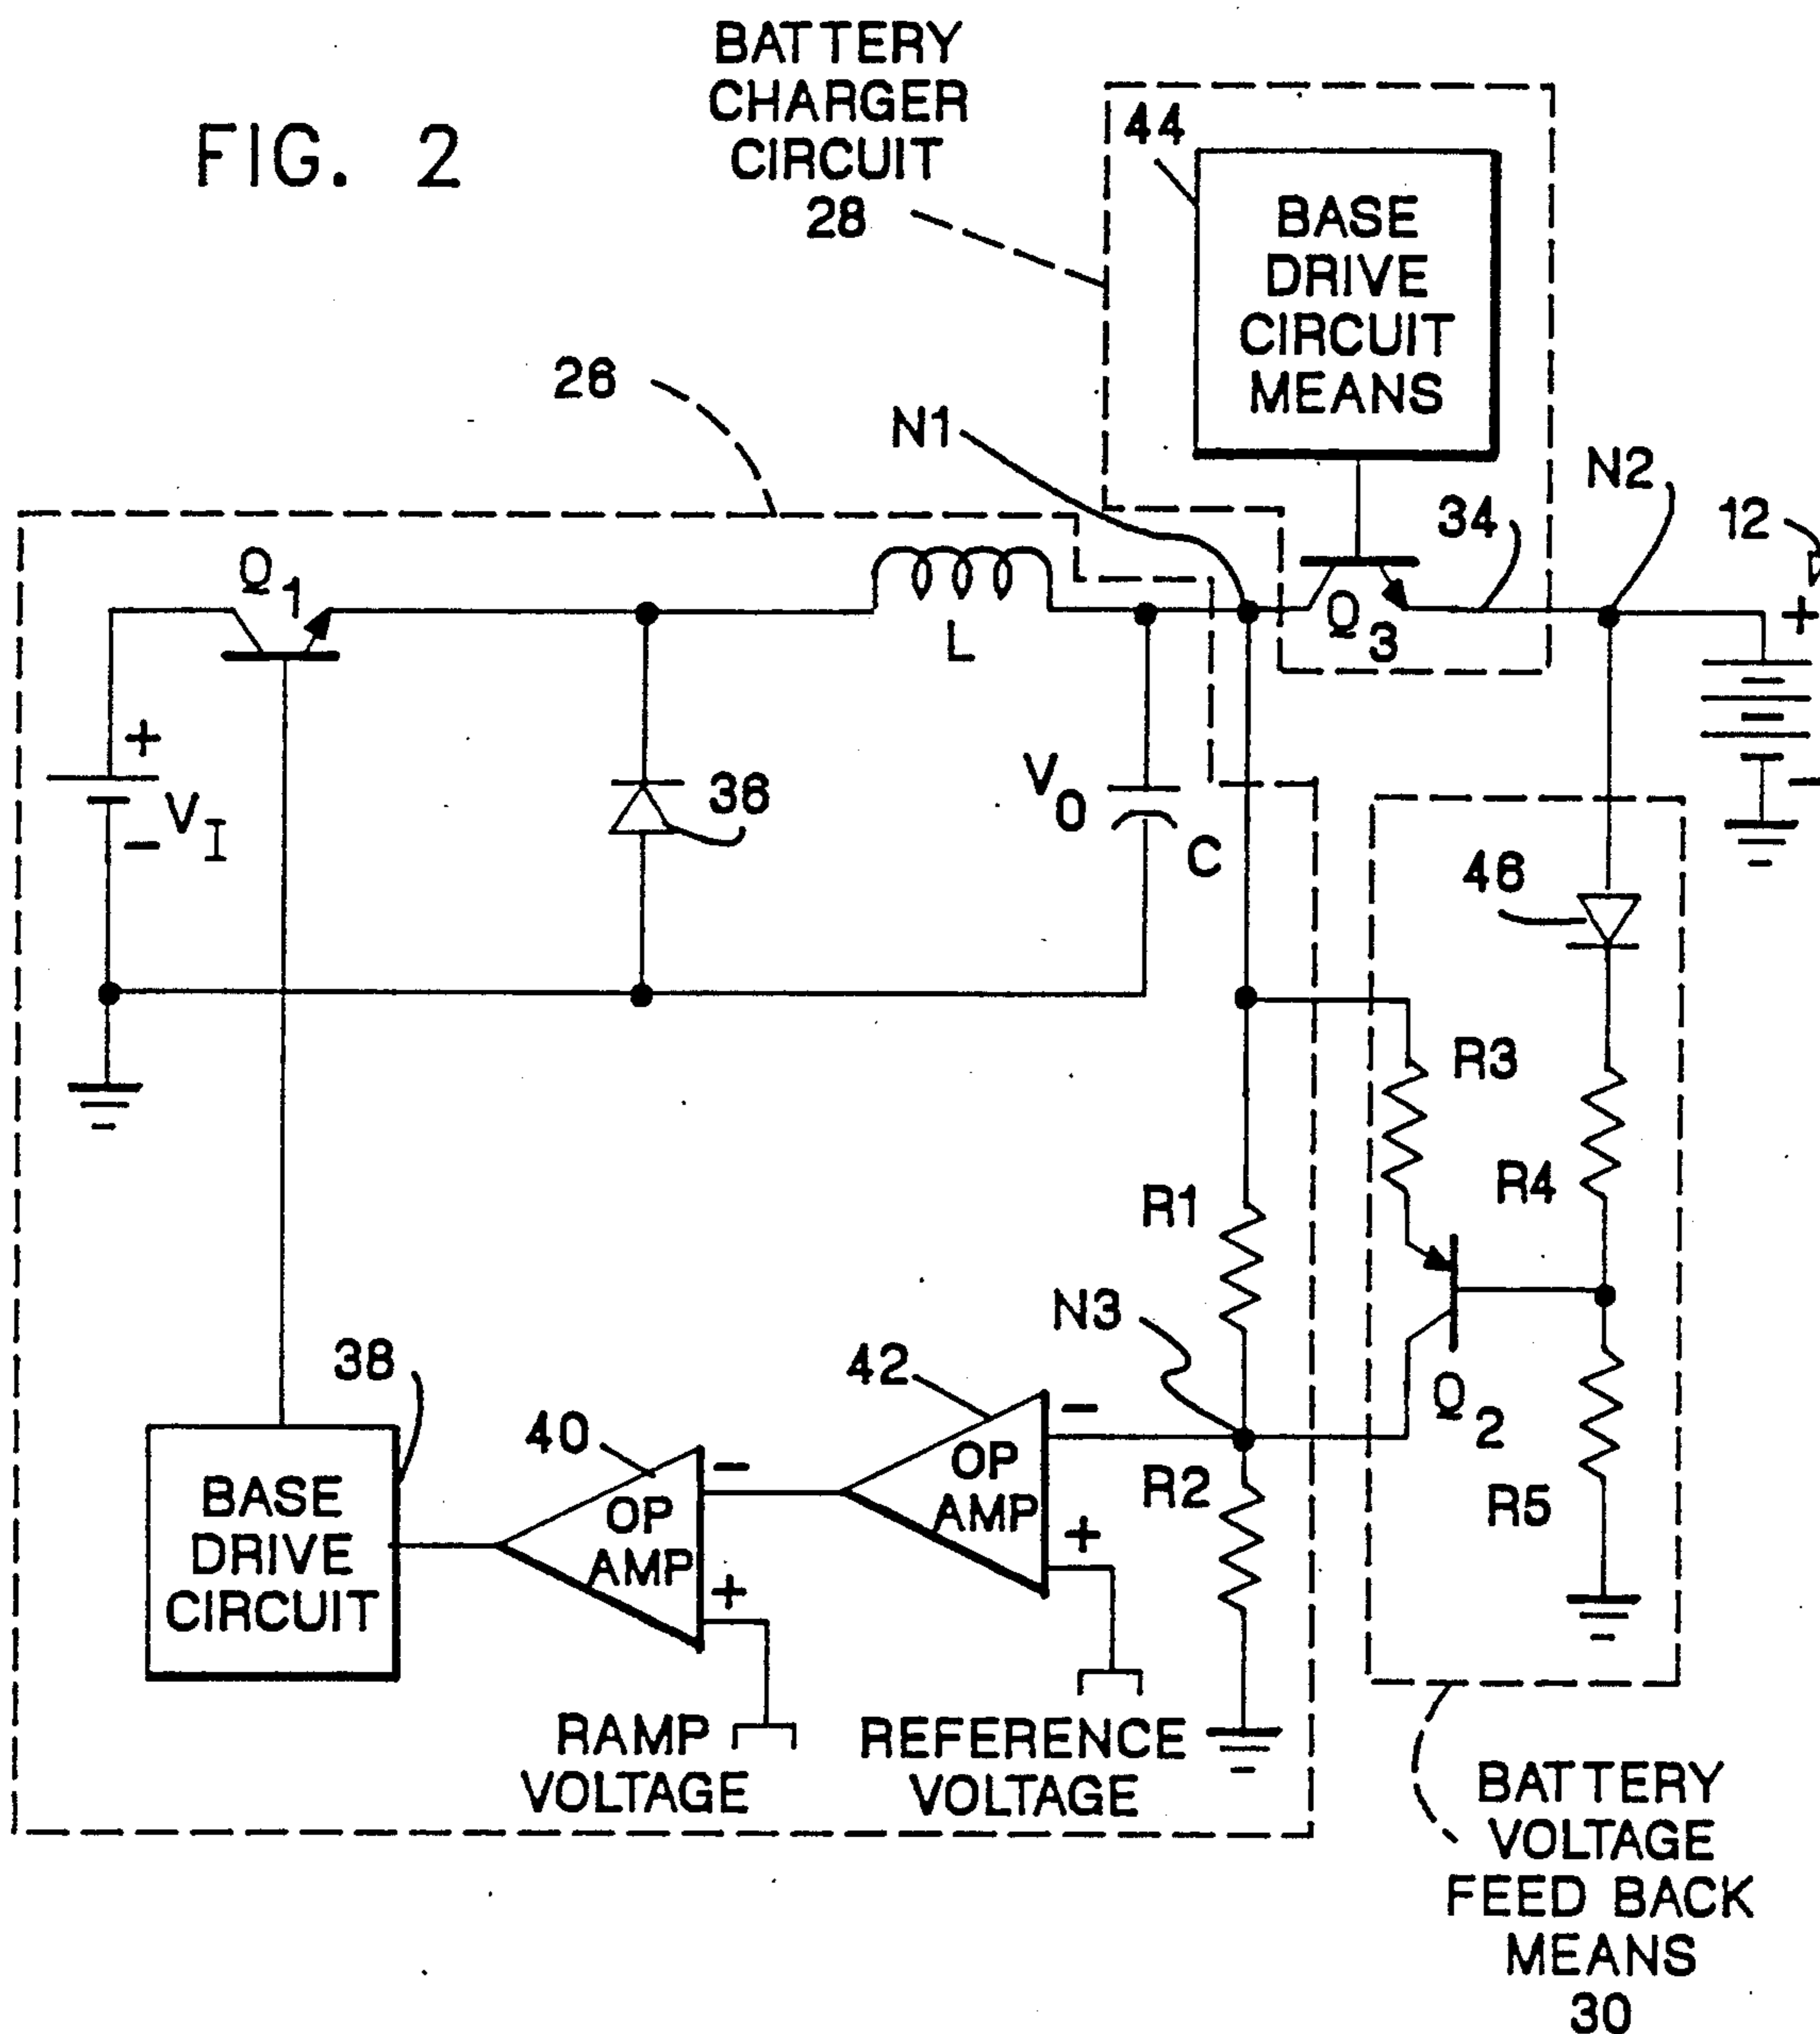 FIG. 2
BATTERY
CHARGER
CIRCUIT
28
44
BASE
DRIVE
CIRCUIT
MEANS
26
N1
N2
34
12
Q1
L
Q3
+
+
VI
-
36
V0
C
-
46
R3
R4
R1
N3
Q2
R5
38
40
42
-
OP
AMP
+
-
OP
AMP
+
R2
BASE
DRIVE
CIRCUIT
RAMP
VOLTAGE
REFERENCE
VOLTAGE
BATTERY
VOLTAGE
FEED BACK
MEANS
30